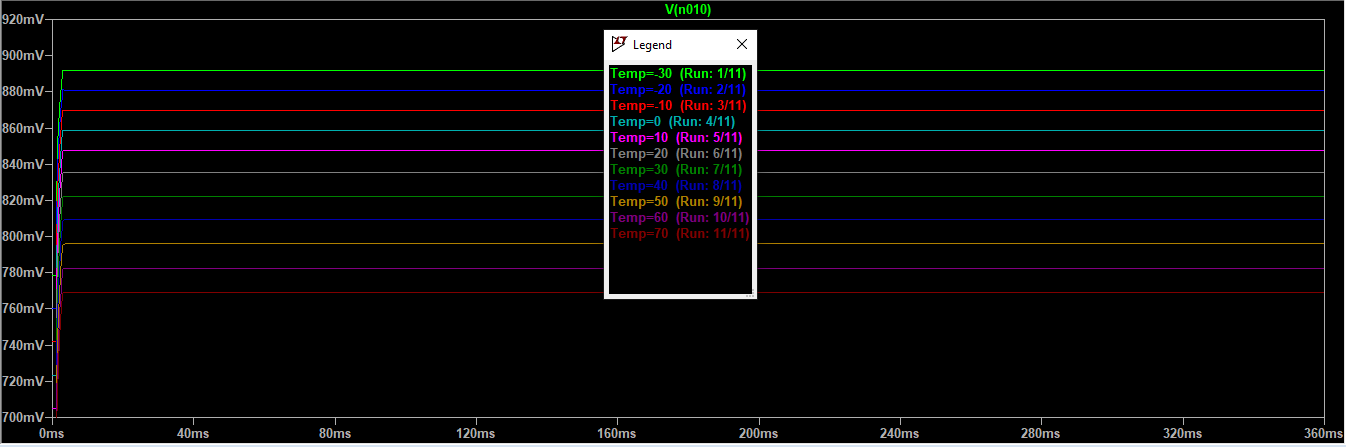 V(n010)
920mV
900mV
880mV
860mV
840mV
820mV
800mV
780mV
760mV
740mV
720mV
700mV
Legend
Temp=-30 (Run: 1/11)
Temp=-20 (Run: 2/11)
Temp=-10 (Run: 3/11)
Temp=0 (Run: 4/11)
Temp=10 (Run: 5/11)
Temp=20 (Run: 6/11)
Temp=30 (Run: 7/11)
Temp=40 (Run: 8/11)
Temp=50 (Run: 9/11)
Temp=60 (Run: 10/11)
Temp=70 (Run: 11/11)
0ms 40ms 80ms 120ms 160ms 200ms 240ms 280ms 320ms 360ms